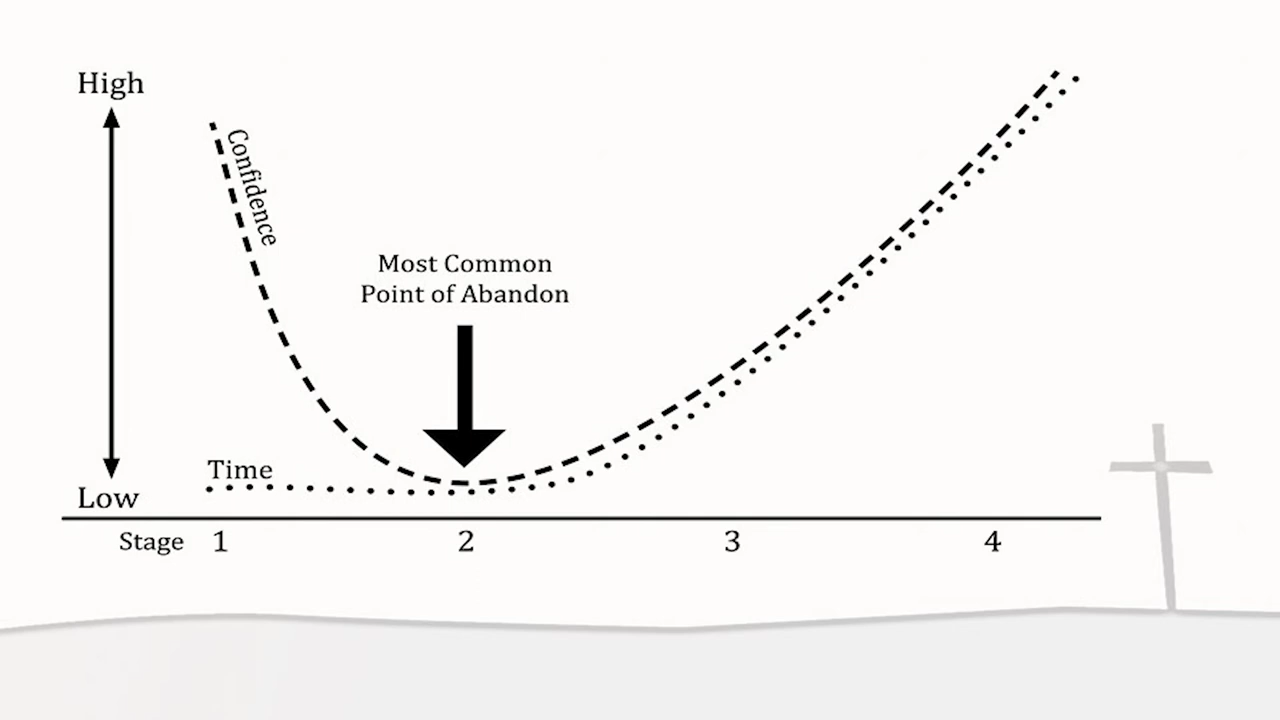 High
Confidence
Most Common
Point of Abandon
Time
Low
Stage 1 2 3 4